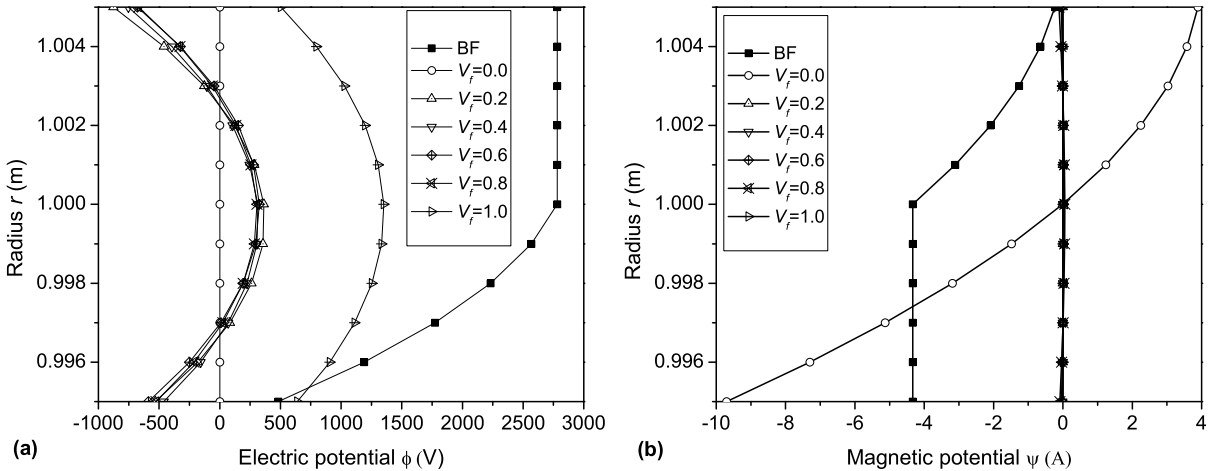 1.004
1.002
1.000
0.998
0.996
Radius r (m)
BF
V_f=0.0
V_f=0.2
V_f=0.4
V_f=0.6
V_f=0.8
V_f=1.0
-1000 -500 0 500 1000 1500 2000 2500 3000
(a)
Electric potential ϕ (V)
1.004
1.002
1.000
0.998
0.996
Radius r (m)
BF
V_f=0.0
V_f=0.2
V_f=0.4
V_f=0.6
V_f=0.8
V_f=1.0
-10 -8 -6 -4 -2 0 2 4
(b)
Magnetic potential ψ (A)